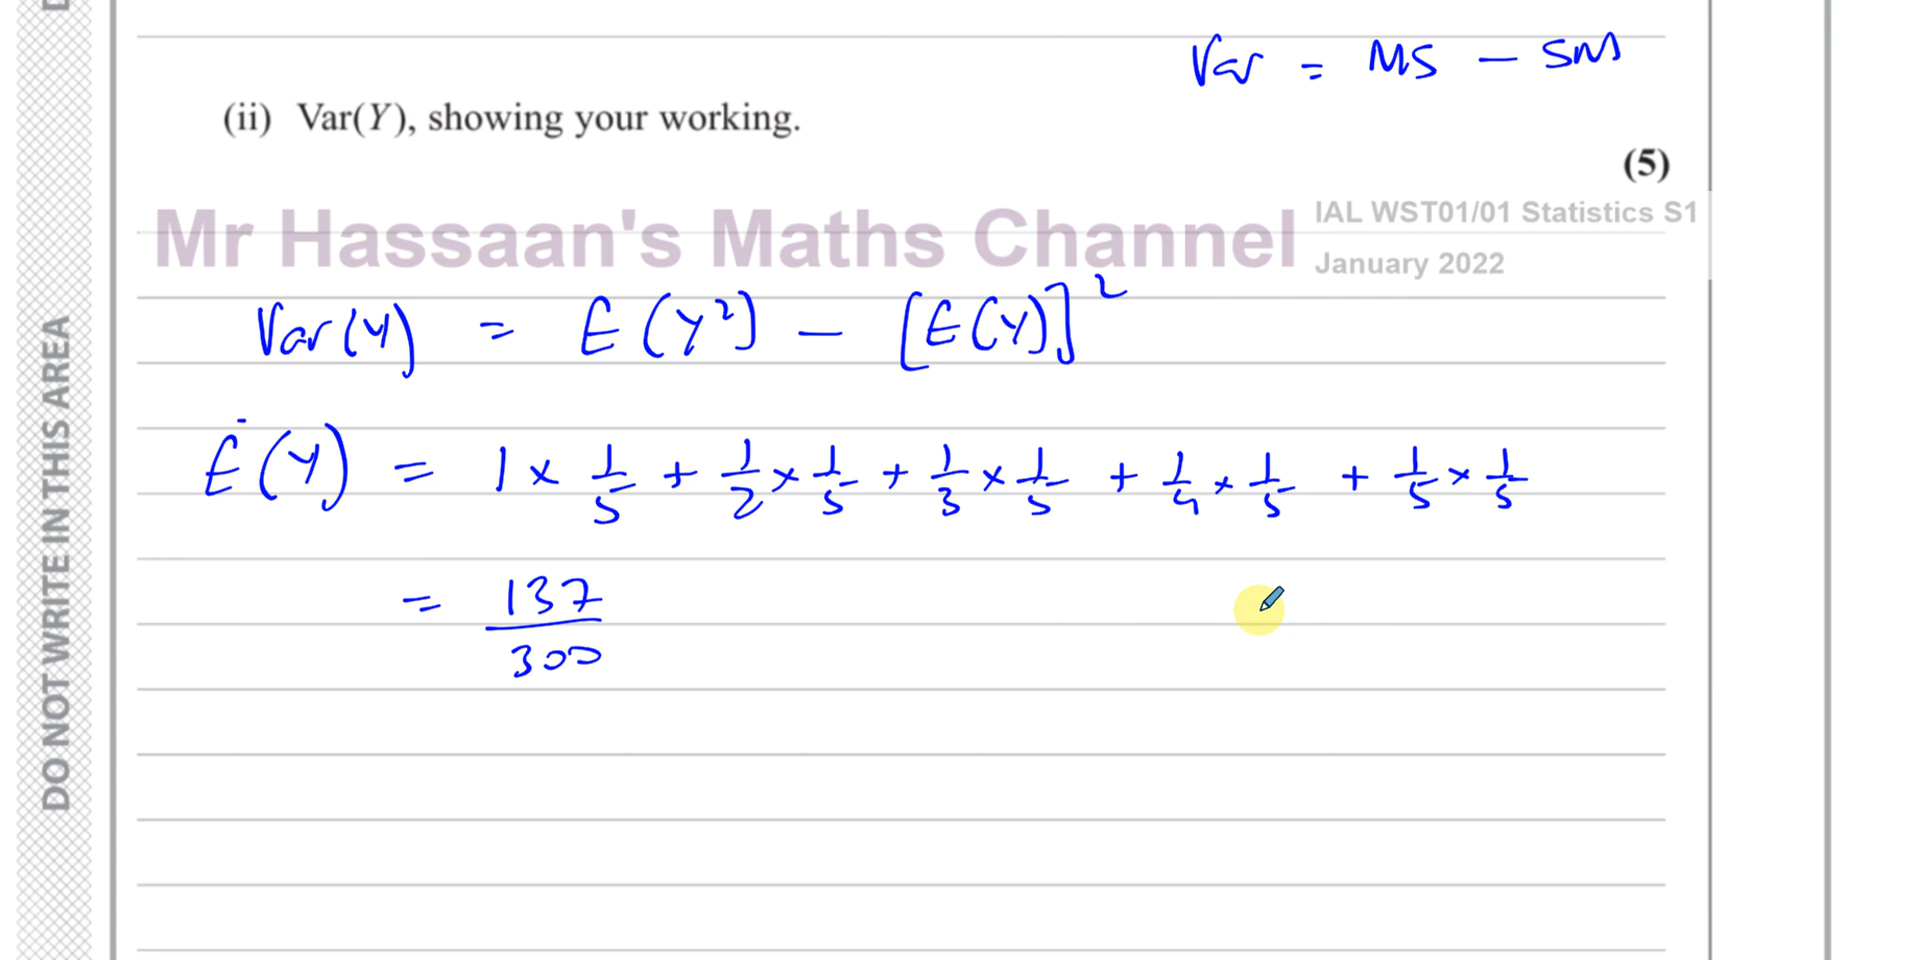 Var = MS - SM
(ii) Var(Y), showing your working.
(5)
Mr Hassaan's Maths Channel
IAL WST01/01 Statistics S1
January 2022
Var(Y) = E(Y²) - [E(Y)]²
E(Y) = 1 × 1/5 + 1/2 × 1/5 + 1/3 × 1/5 + 1/4 × 1/5 + 1/5 × 1/5
= 137/300
DO NOT WRITE IN THIS AREA